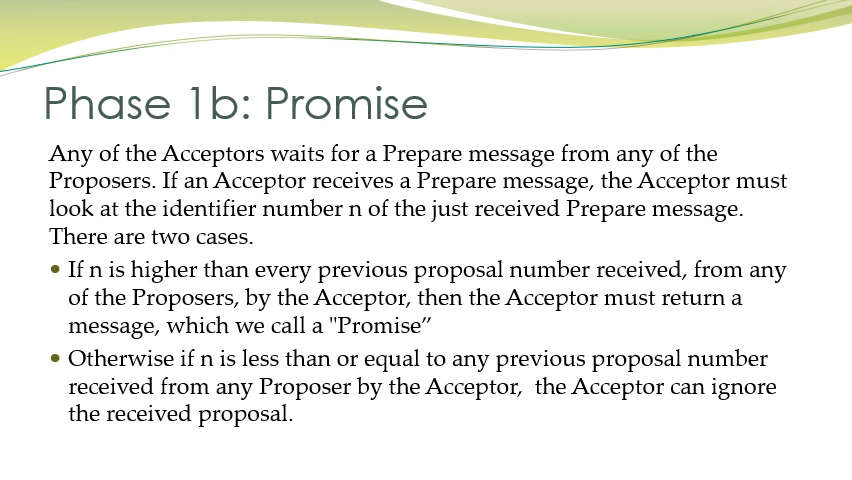 Phase 1b: Promise
Any of the Acceptors waits for a Prepare message from any of the
Proposers. If an Acceptor receives a Prepare message, the Acceptor must
look at the identifier number n of the just received Prepare message.
There are two cases.
• If n is higher than every previous proposal number received, from any
of the Proposers, by the Acceptor, then the Acceptor must return a
message, which we call a "Promise”
• Otherwise if n is less than or equal to any previous proposal number
received from any Proposer by the Acceptor,  the Acceptor can ignore
the received proposal.